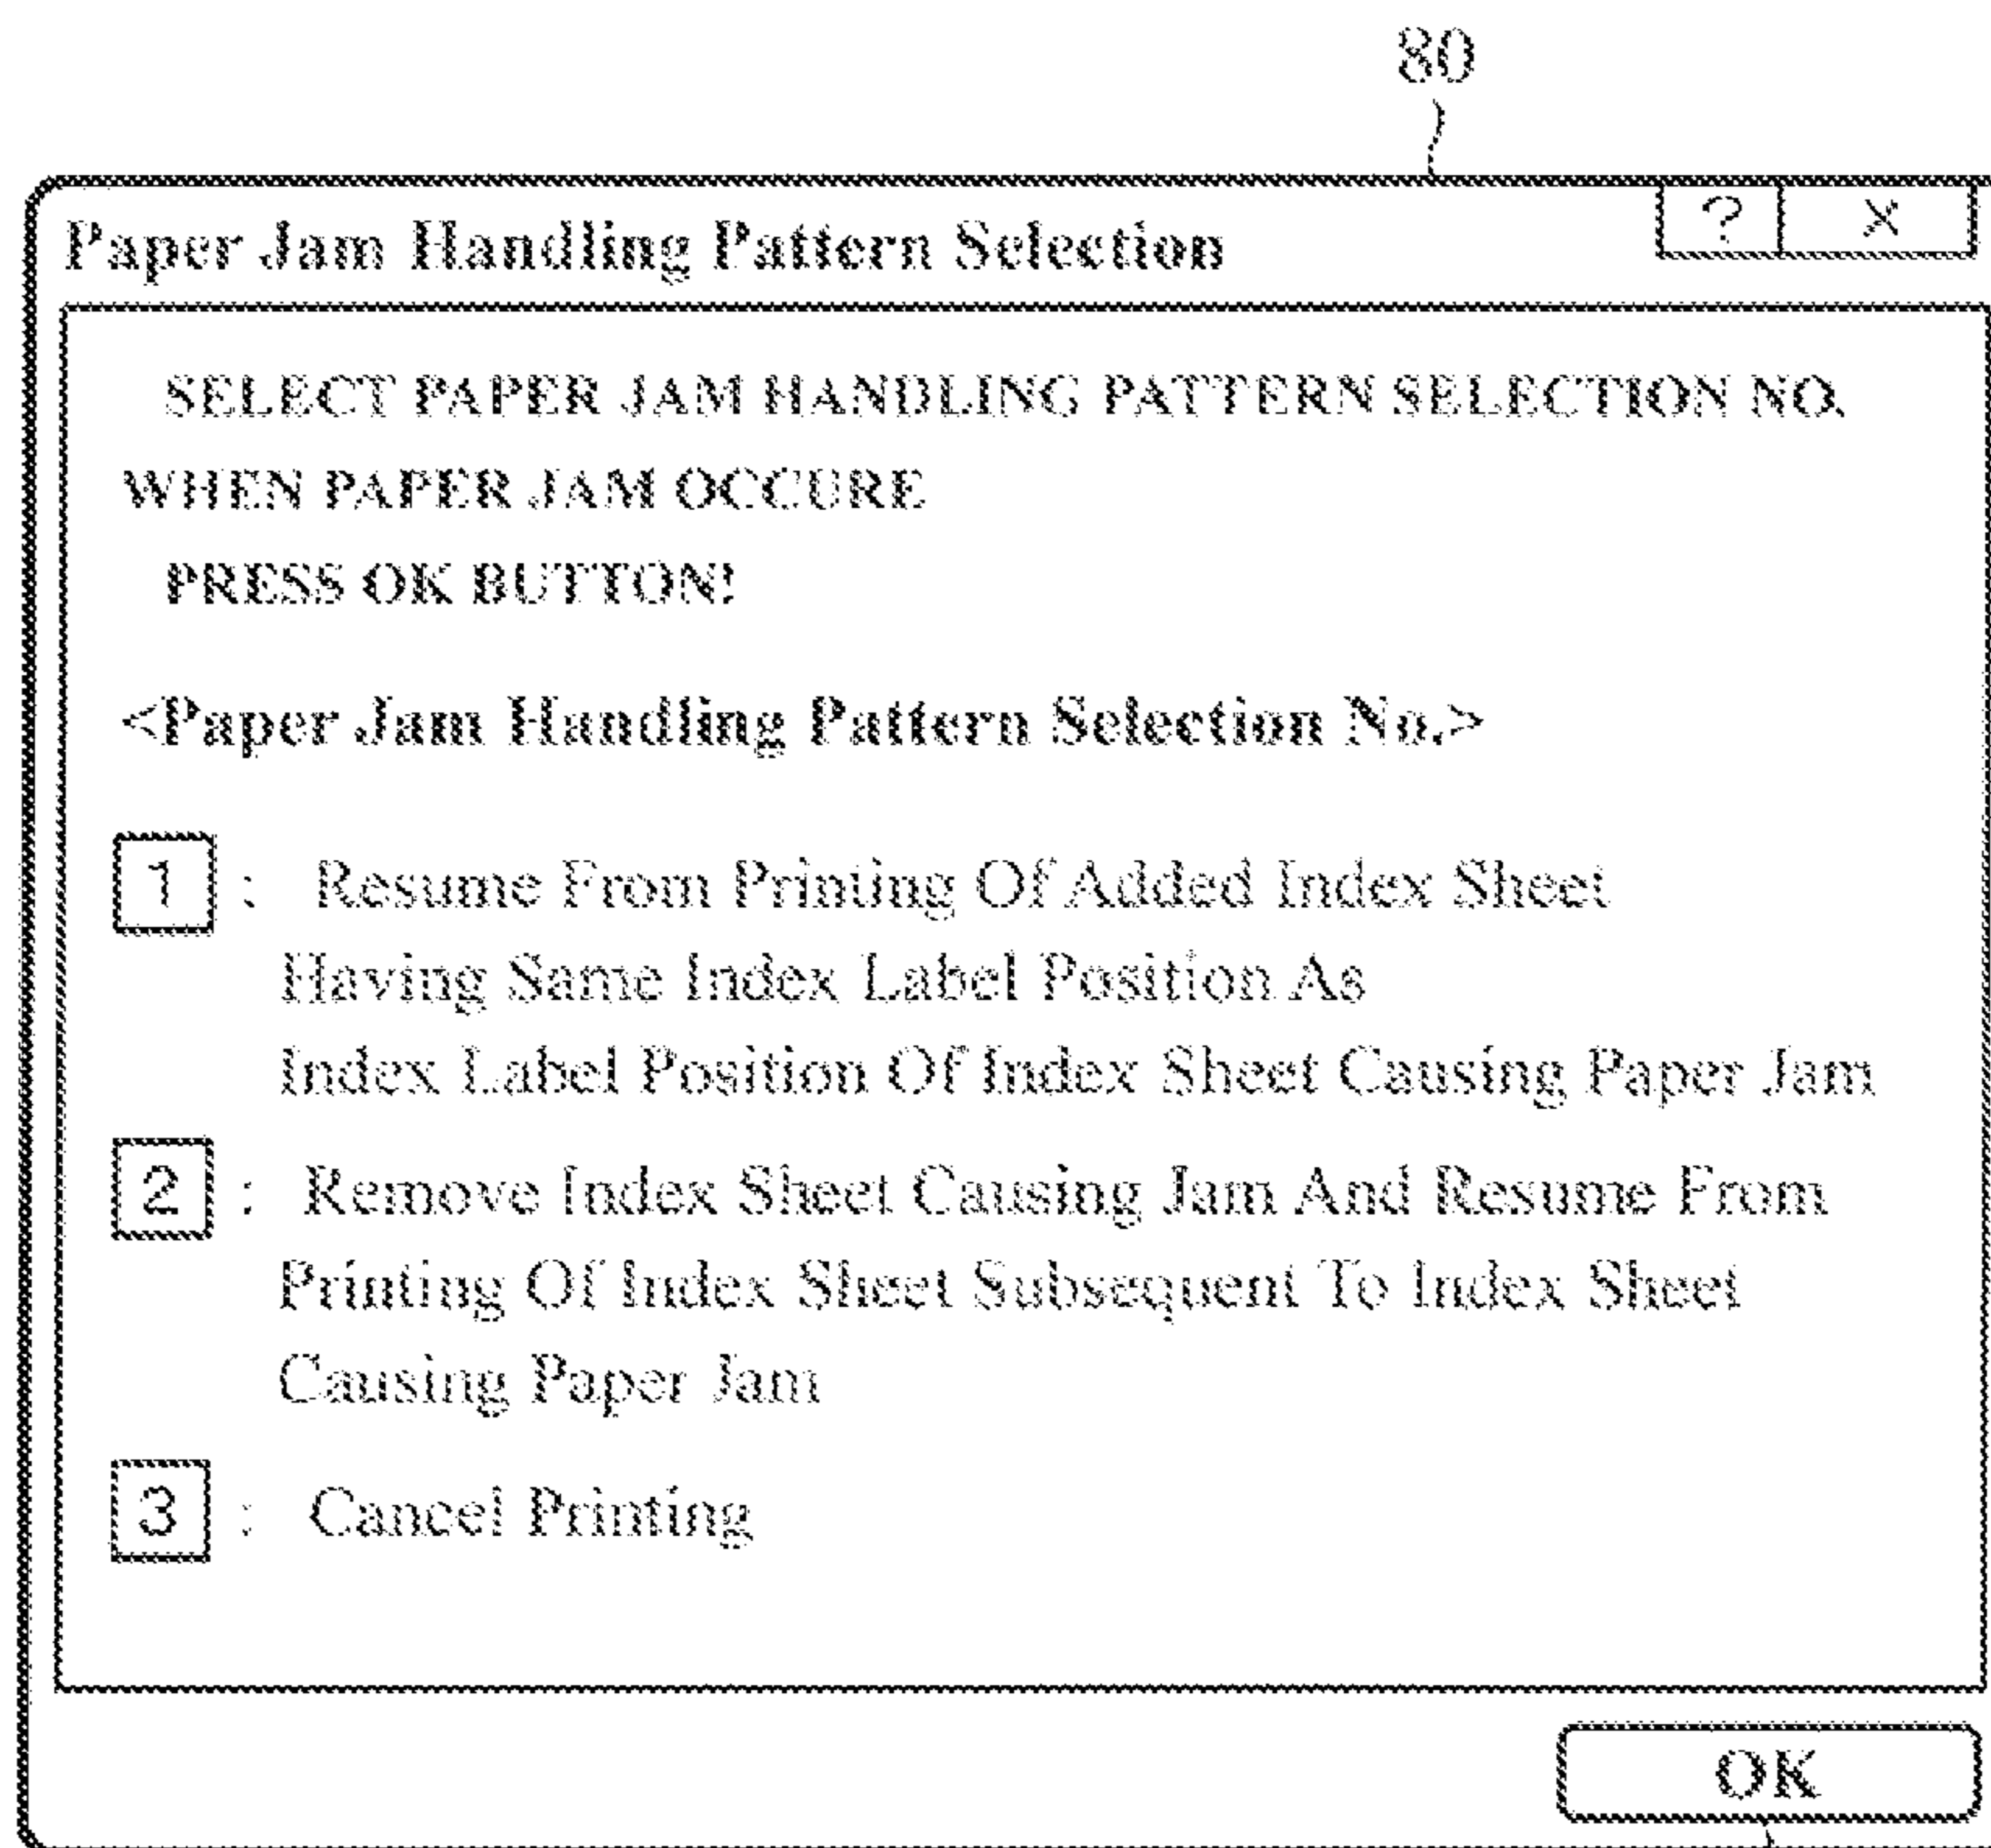 80
Paper Jam Handling Pattern Selection ? X
SELECT PAPER JAM HANDLING PATTERN SELECTION NO.
WHEN PAPER JAM OCCURE
PRESS OK BUTTON!
<Paper Jam Handling Pattern Selection No.>
1 : Resume From Printing Of Added Index Sheet
Having Same Index Label Position As
Index Label Position Of Index Sheet Causing Paper Jam
2 : Remove Index Sheet Causing Jam And Resume From
Printing Of Index Sheet Subsequent To Index Sheet
Causing Paper Jam
3 : Cancel Printing
OK